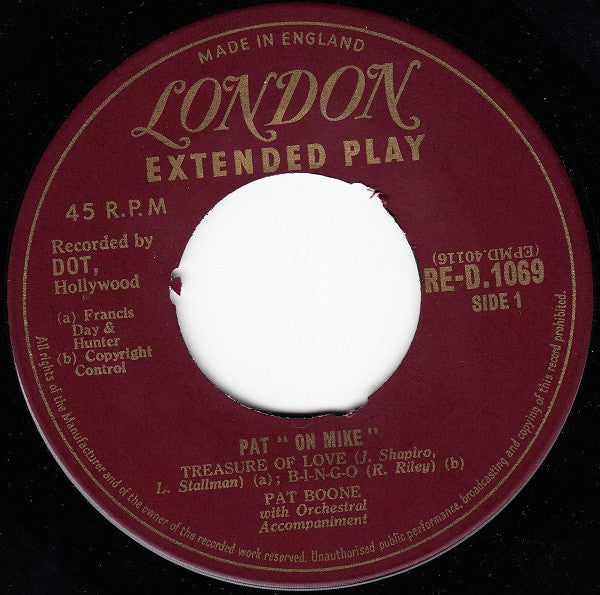 MADE IN ENGLAND
LONDON
EXTENDED PLAY
45 R.P.M
Recorded by
DOT,
Hollywood
(a) Francis
Day &
Hunter
(b) Copyright
Control
(EPMD.40116)
RE-D.1069
SIDE 1
PAT " ON MIKE "
TREASURE OF LOVE (J. Shapiro,
L. Stallman) (a); B-I-N-G-O (R. Riley) (b)
PAT BOONE
with Orchestral
Accompaniment
All rights of the Manufacturer and of the owner of the recorded work reserved. Unauthorised public performance, broadcasting and copying of this record prohibited.